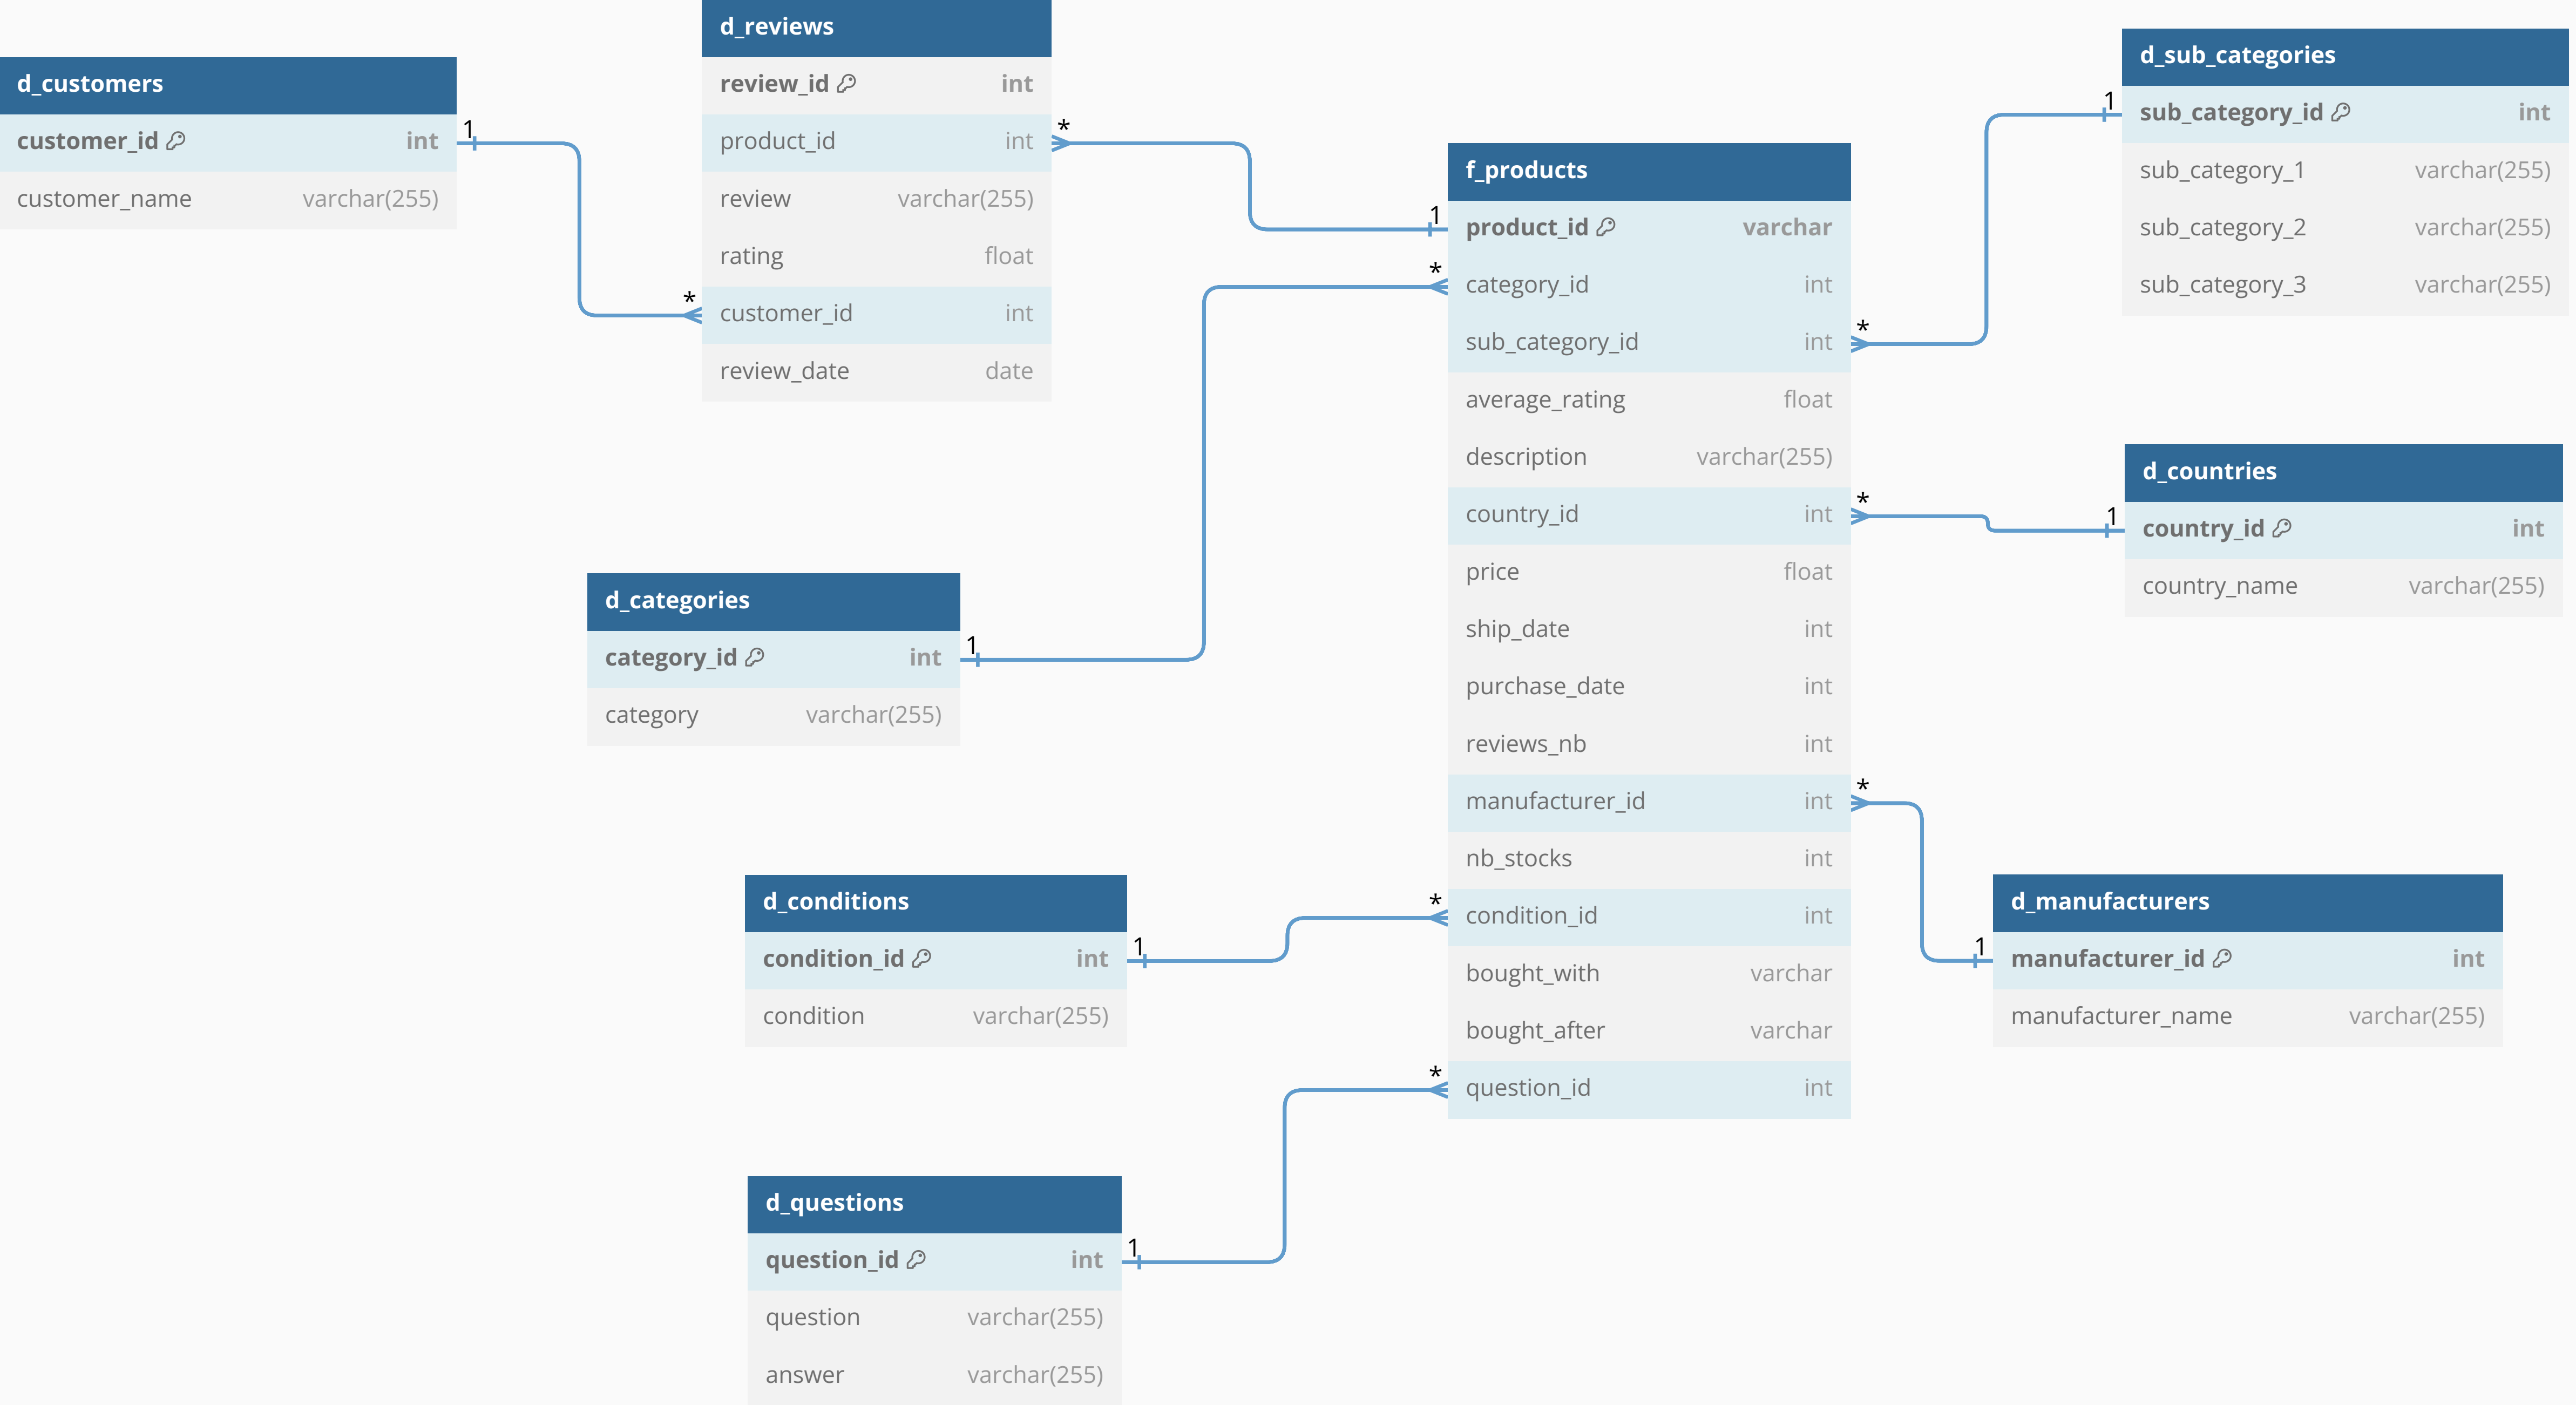 d_customers
customer_id int
customer_name varchar(255)
1
*
d_reviews
review_id int
product_id int
review varchar(255)
rating float
customer_id int
review_date date
*
1
f_products
product_id varchar
category_id int
sub_category_id int
average_rating float
description varchar(255)
country_id int
price float
ship_date int
purchase_date int
reviews_nb int
manufacturer_id int
nb_stocks int
condition_id int
bought_with varchar
bought_after varchar
question_id int
*
*
*
*
*
*
1
d_sub_categories
sub_category_id int
sub_category_1 varchar(255)
sub_category_2 varchar(255)
sub_category_3 varchar(255)
1
d_countries
country_id int
country_name varchar(255)
d_categories
category_id int
category varchar(255)
1
d_conditions
condition_id int
condition varchar(255)
1
1
d_manufacturers
manufacturer_id int
manufacturer_name varchar(255)
d_questions
question_id int
question varchar(255)
answer varchar(255)
1